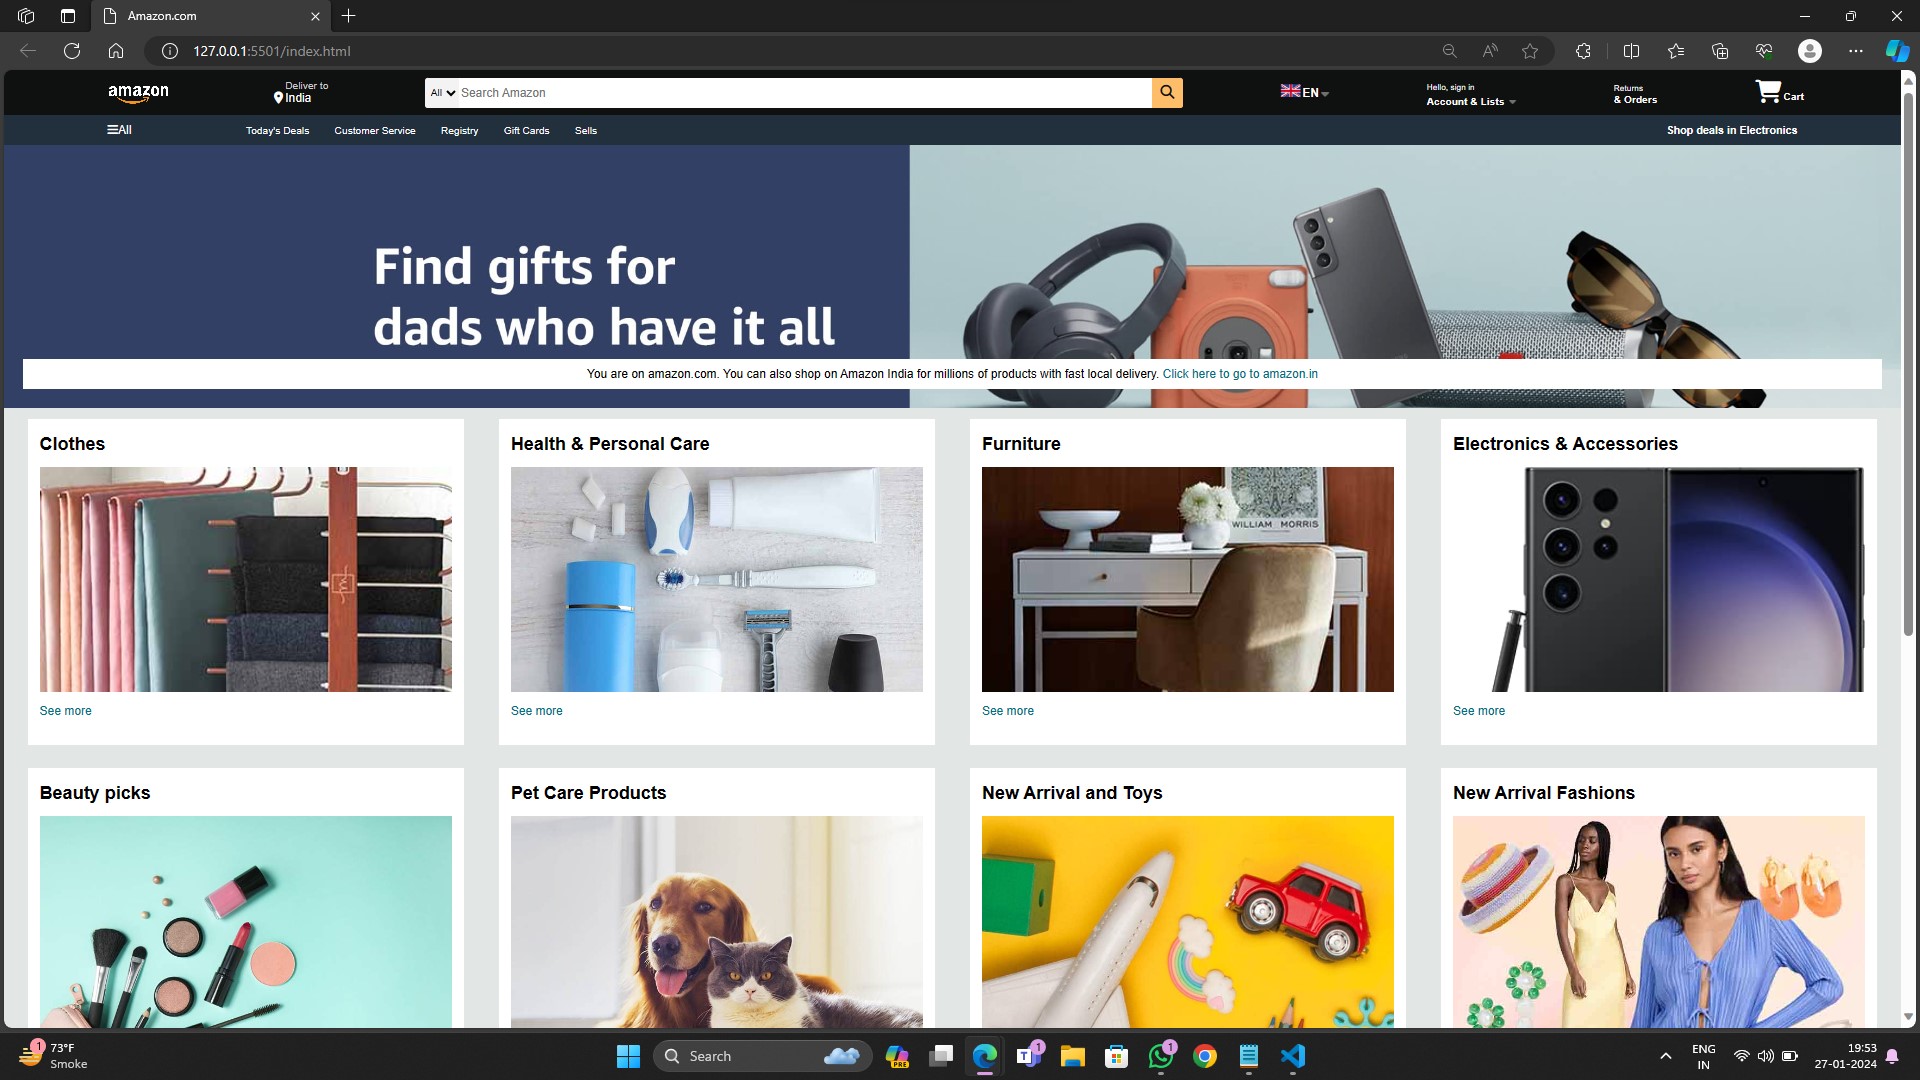 Amazon.com
127.0.0.1:5501/index.html
amazon
Deliver to
India
All
Search Amazon
EN
Hello, sign in
Account & Lists
Returns
& Orders
Cart
All
Today's Deals
Customer Service
Registry
Gift Cards
Sells
Shop deals in Electronics
Find gifts for
dads who have it all
You are on amazon.com. You can also shop on Amazon India for millions of products with fast local delivery. Click here to go to amazon.in
Clothes
Health & Personal Care
Furniture
Electronics & Accessories
WILLIAM MORRIS
See more
See more
See more
See more
Beauty picks
Pet Care Products
New Arrival and Toys
New Arrival Fashions
1
73°F
Smoke
Search
PRE
1
1
ENG
IN
19:53
27-01-2024